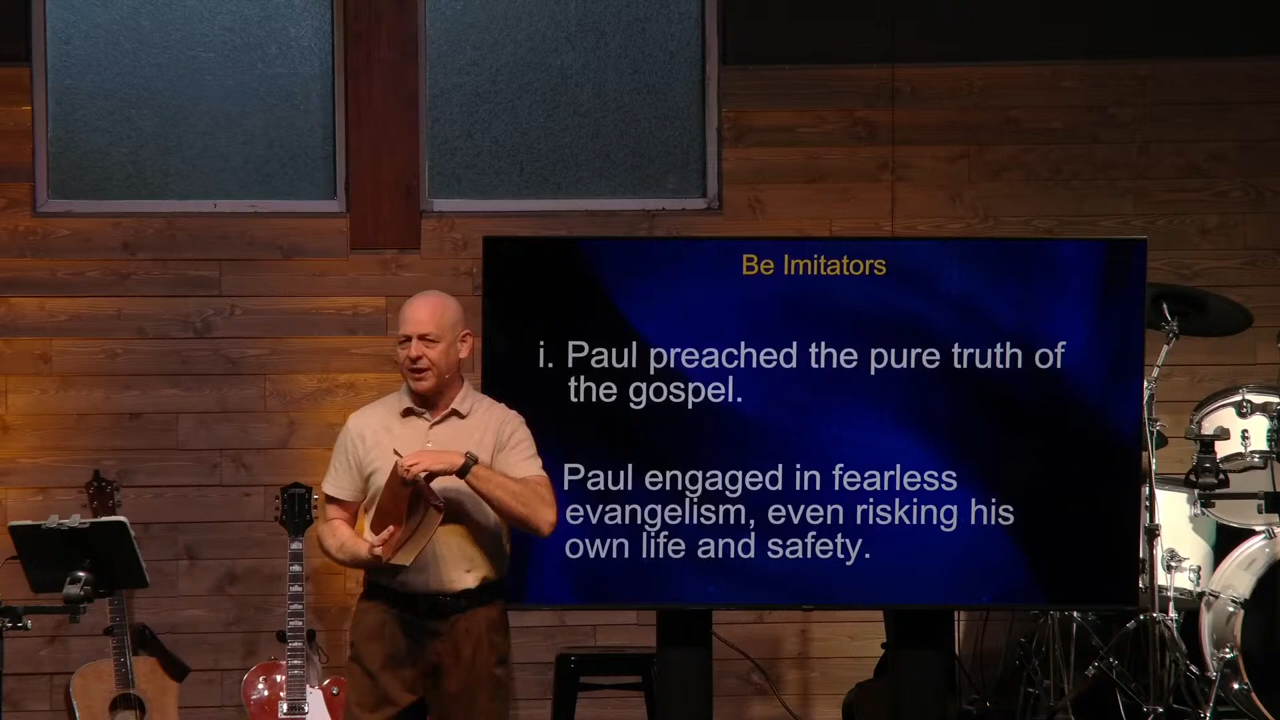 Be Imitators
i. Paul preached the pure truth of
the gospel.
Paul engaged in fearless
evangelism, even risking his
own life and safety.